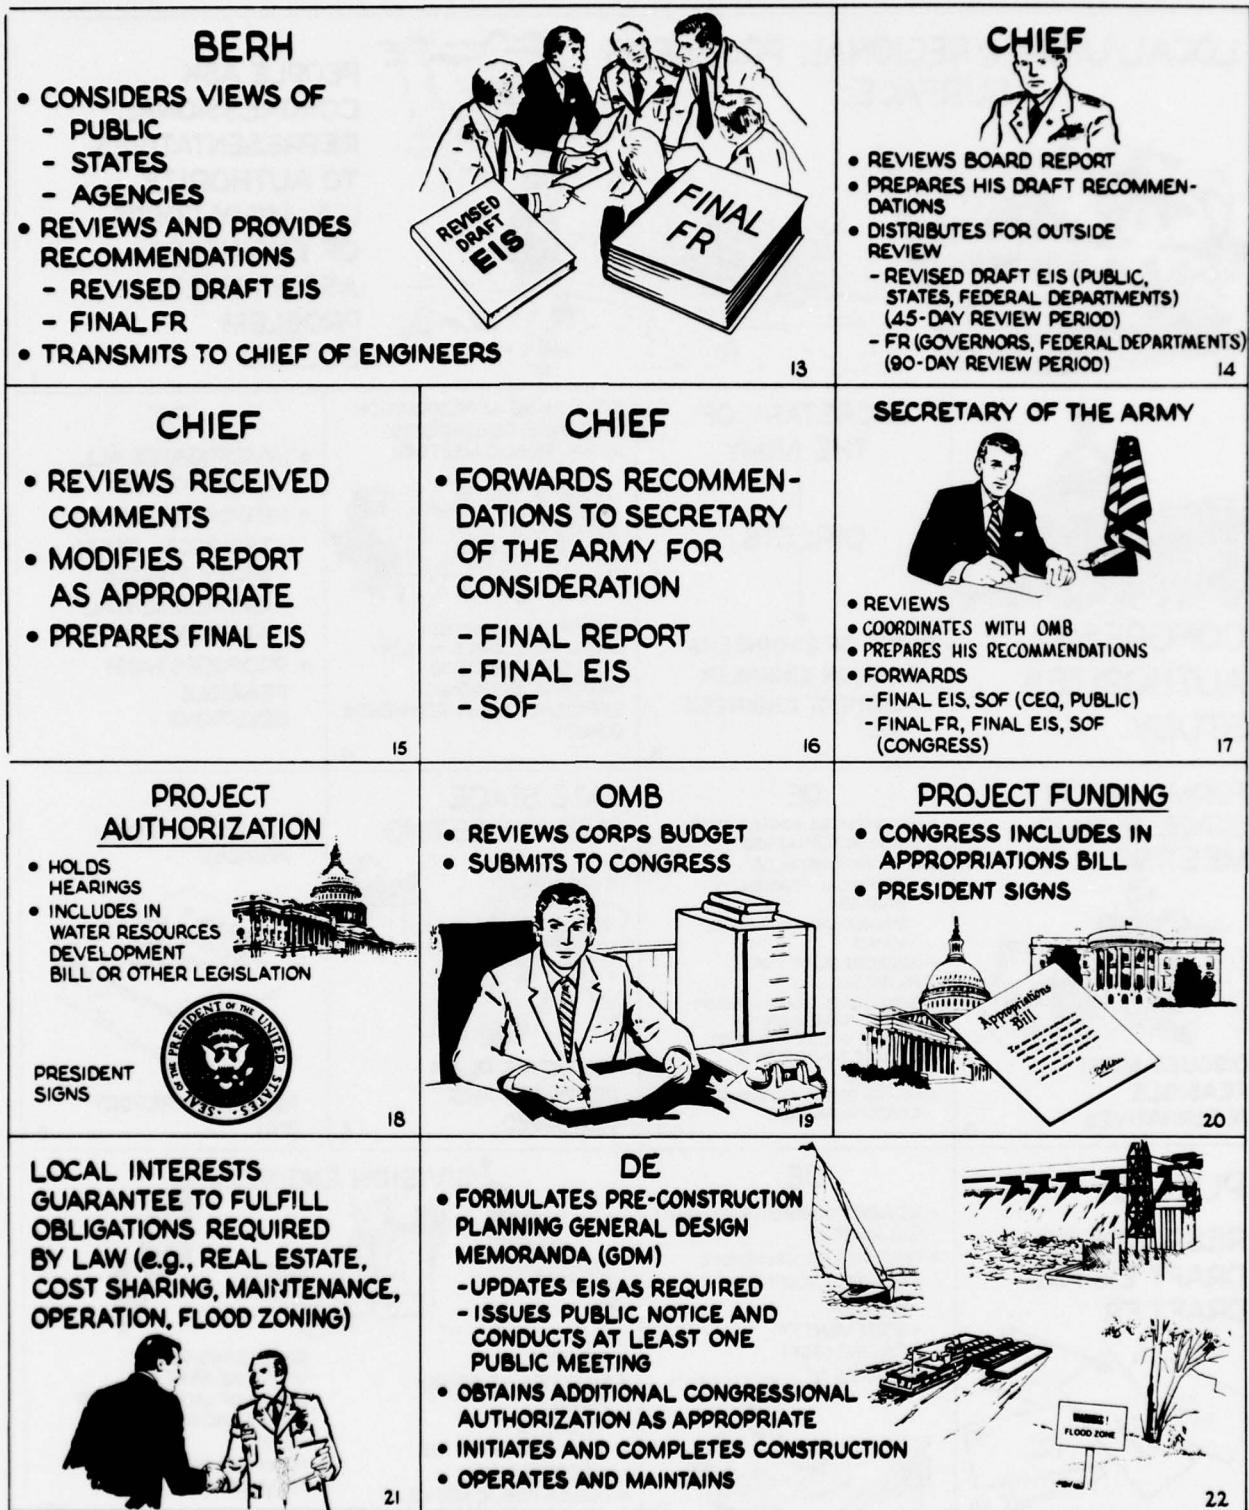 BERH
• CONSIDERS VIEWS OF
- PUBLIC
- STATES
- AGENCIES
• REVIEWS AND PROVIDES
RECOMMENDATIONS
- REVISED DRAFT EIS
- FINAL FR
• TRANSMITS TO CHIEF OF ENGINEERS
REVISED
DRAFT
EIS
FINAL
FR
13
CHIEF
• REVIEWS BOARD REPORT
• PREPARES HIS DRAFT RECOMMEN-
DATIONS
• DISTRIBUTES FOR OUTSIDE
REVIEW
- REVISED DRAFT EIS (PUBLIC,
STATES, FEDERAL DEPARTMENTS)
(45-DAY REVIEW PERIOD)
- FR (GOVERNORS, FEDERAL DEPARTMENTS)
(90-DAY REVIEW PERIOD)
14
CHIEF
• REVIEWS RECEIVED
COMMENTS
• MODIFIES REPORT
AS APPROPRIATE
• PREPARES FINAL EIS
15
CHIEF
• FORWARDS RECOMMEN-
DATIONS TO SECRETARY
OF THE ARMY FOR
CONSIDERATION
- FINAL REPORT
- FINAL EIS
- SOF
16
SECRETARY OF THE ARMY
• REVIEWS
• COORDINATES WITH OMB
• PREPARES HIS RECOMMENDATIONS
• FORWARDS
- FINAL EIS, SOF (CEQ, PUBLIC)
- FINAL FR, FINAL EIS, SOF
(CONGRESS)
17
PROJECT
AUTHORIZATION
• HOLDS
HEARINGS
• INCLUDES IN
WATER RESOURCES
DEVELOPMENT
BILL OR OTHER LEGISLATION
SEAL OF THE PRESIDENT OF THE UNITED STATES
PRESIDENT
SIGNS
18
OMB
• REVIEWS CORPS BUDGET
• SUBMITS TO CONGRESS
19
PROJECT FUNDING
• CONGRESS INCLUDES IN
APPROPRIATIONS BILL
• PRESIDENT SIGNS
Appropriations
Bill
20
LOCAL INTERESTS
GUARANTEE TO FULFILL
OBLIGATIONS REQUIRED
BY LAW (e.g., REAL ESTATE,
COST SHARING, MAINTENANCE,
OPERATION, FLOOD ZONING)
21
DE
• FORMULATES PRE-CONSTRUCTION
PLANNING GENERAL DESIGN
MEMORANDA (GDM)
- UPDATES EIS AS REQUIRED
- ISSUES PUBLIC NOTICE AND
CONDUCTS AT LEAST ONE
PUBLIC MEETING
• OBTAINS ADDITIONAL CONGRESSIONAL
AUTHORIZATION AS APPROPRIATE
• INITIATES AND COMPLETES CONSTRUCTION
• OPERATES AND MAINTAINS
FLOOD ZONE
22